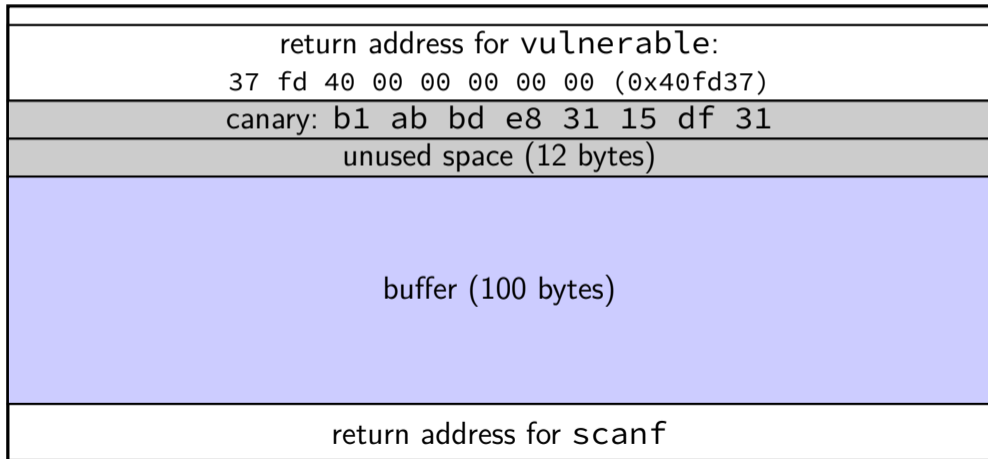 return address for vulnerable:
37 fd 40 00 00 00 00 00 (0x40fd37)
canary: b1 ab bd e8 31 15 df 31
unused space (12 bytes)
buffer (100 bytes)
return address for scanf